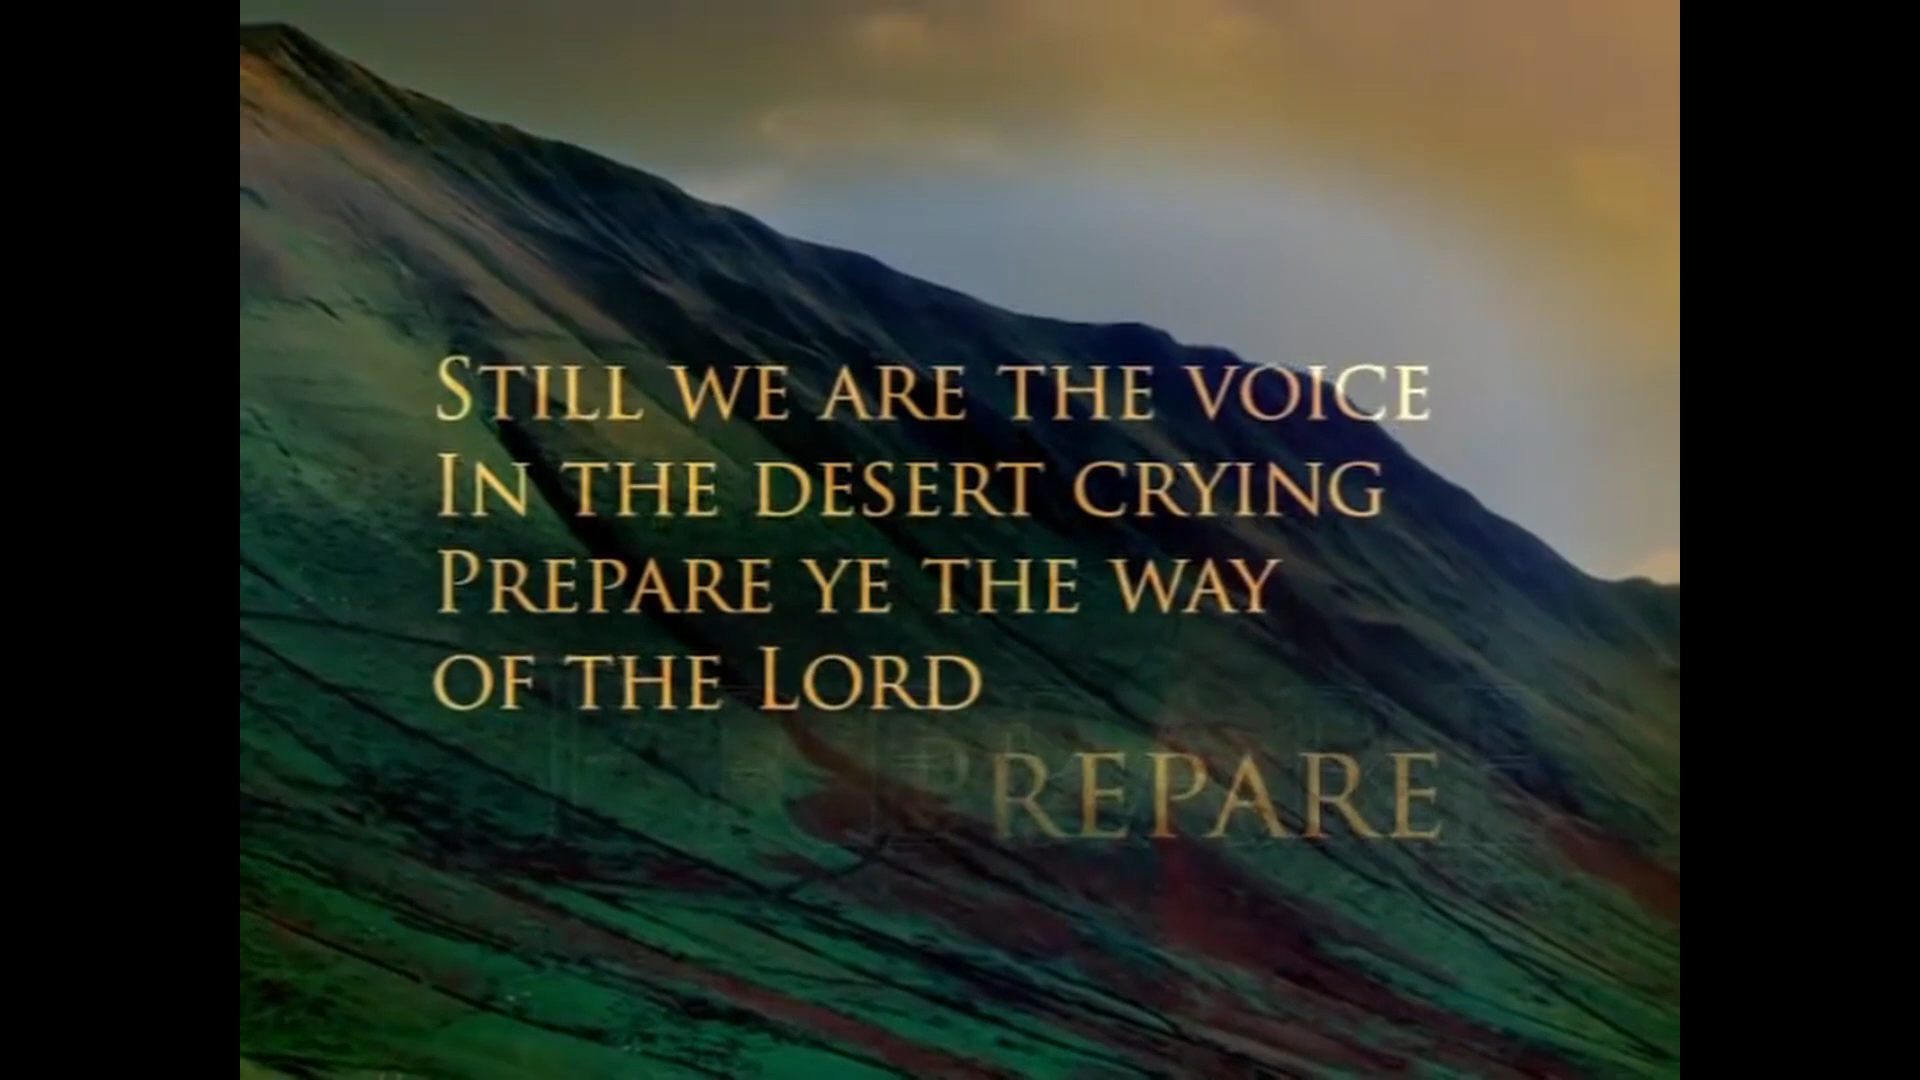 Still we are the voice
In the desert crying
Prepare ye the way
of the Lord
Prepare